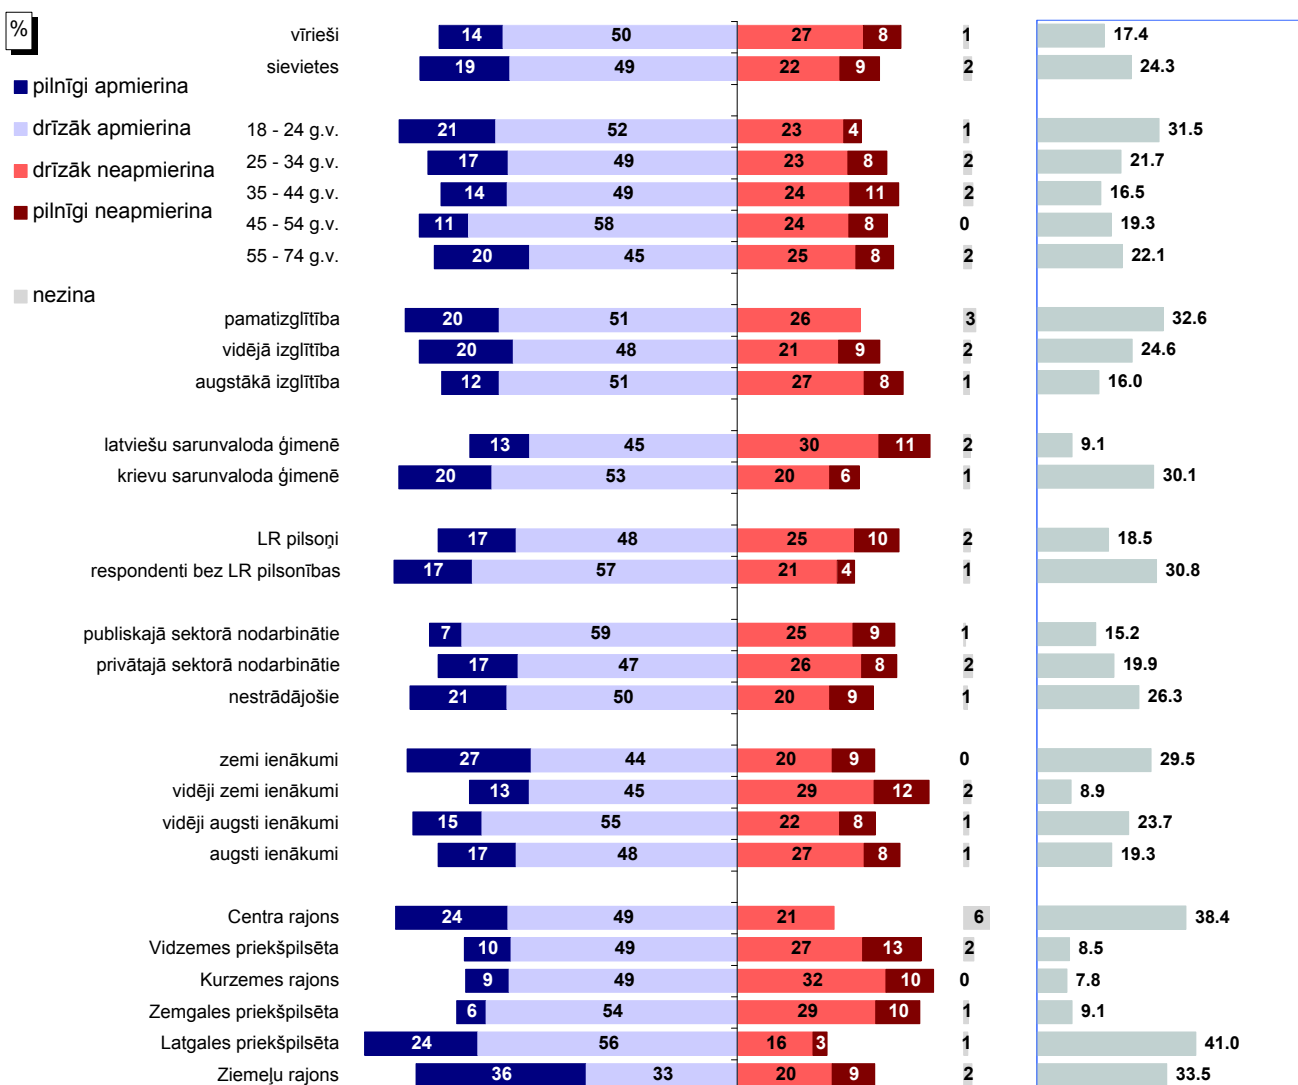 %
pilnīgi apmierina
drīzāk apmierina
drīzāk neapmierina
pilnīgi neapmierina
nezina
vīrieši 14 50 27 8 1 17.4
sievietes 19 49 22 9 2 24.3
18 - 24 g.v. 21 52 23 4 1 31.5
25 - 34 g.v. 17 49 23 8 2 21.7
35 - 44 g.v. 14 49 24 11 2 16.5
45 - 54 g.v. 11 58 24 8 0 19.3
55 - 74 g.v. 20 45 25 8 2 22.1
pamatizglītība 20 51 26 3 32.6
vidējā izglītība 20 48 21 9 2 24.6
augstākā izglītība 12 51 27 8 1 16.0
latviešu sarunvaloda ģimenē 13 45 30 11 2 9.1
krievu sarunvaloda ģimenē 20 53 20 6 1 30.1
LR pilsoņi 17 48 25 10 2 18.5
respondenti bez LR pilsonības 17 57 21 4 1 30.8
publiskajā sektorā nodarbinātie 7 59 25 9 1 15.2
privātajā sektorā nodarbinātie 17 47 26 8 2 19.9
nestrādājošie 21 50 20 9 1 26.3
zemi ienākumi 27 44 20 9 0 29.5
vidēji zemi ienākumi 13 45 29 12 2 8.9
vidēji augsti ienākumi 15 55 22 8 1 23.7
augsti ienākumi 17 48 27 8 1 19.3
Centra rajons 24 49 21 6 38.4
Vidzemes priekšpilsēta 10 49 27 13 2 8.5
Kurzemes rajons 9 49 32 10 0 7.8
Zemgales priekšpilsēta 6 54 29 10 1 9.1
Latgales priekšpilsēta 24 56 16 3 1 41.0
Ziemeļu rajons 36 33 20 9 2 33.5